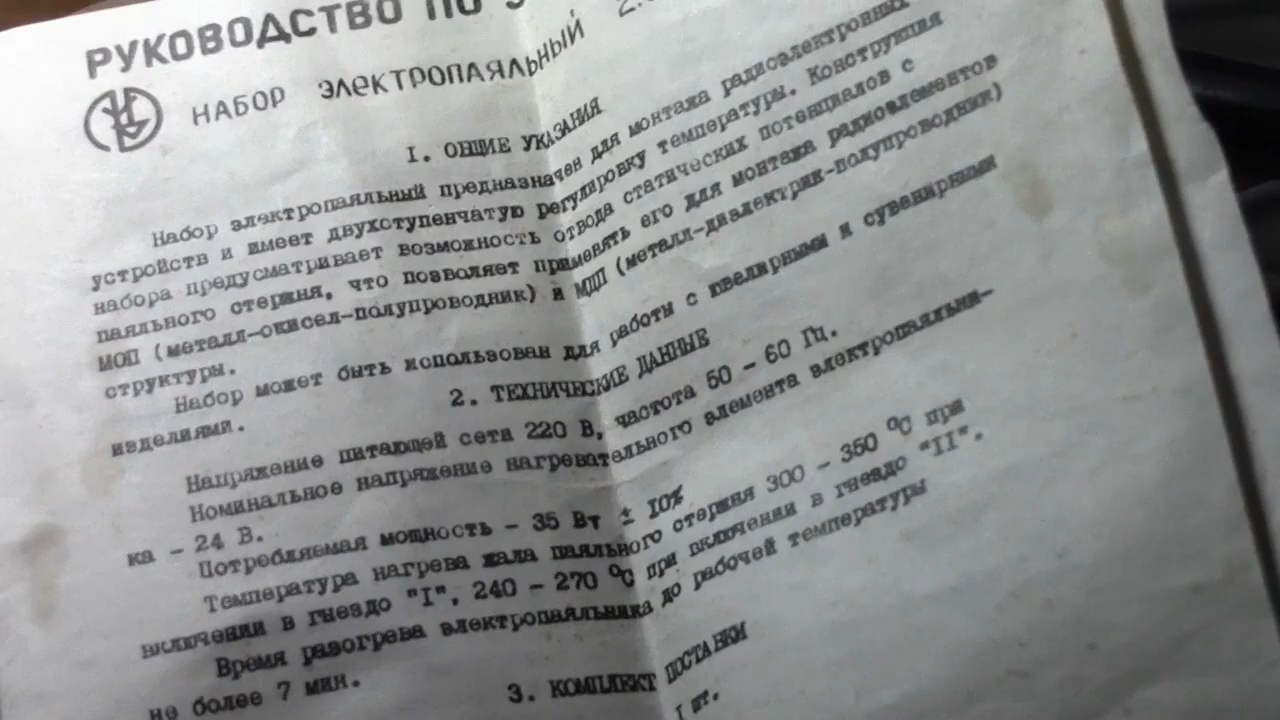 РУКОВОДСТВО ПО
НАБОР ЭЛЕКТРОПАЯЛЬНЫЙ
I. ОБЩИЕ УКАЗАНИЯ
Набор электропаяльный предназначен для монтажа радиоэлектронных
устройств и имеет двухступенчатую регулировку температуры. Конструкция
набора предусматривает возможность отвода статических потенциалов с
паяльного стержня, что позволяет применять его для монтажа радиоэлементов
МОП (металл-окисел-полупроводник) и МДП (металл-диалектрик-полупроводник)
структуры.
Набор может быть использован для работы с ювелирными и сувенирными
изделиями.
2. ТЕХНИЧЕСКИЕ ДАННЫЕ
Напряжение питающей сети 220 В, частота 50 - 60 Гц.
Номинальное напряжение нагревательного элемента электропаяльни-
ка - 24 В.
Потребляемая мощность - 35 Вт ± 10%
Температура нагрева жала паяльного стержня 300 - 350 °С при
включении в гнездо "I", 240 - 270 °С при включении в гнездо "II".
Время разогрева электропаяльника до рабочей температуры
не более 7 мин.
3. КОМПЛЕКТ ПОСТАВКИ
I шт.